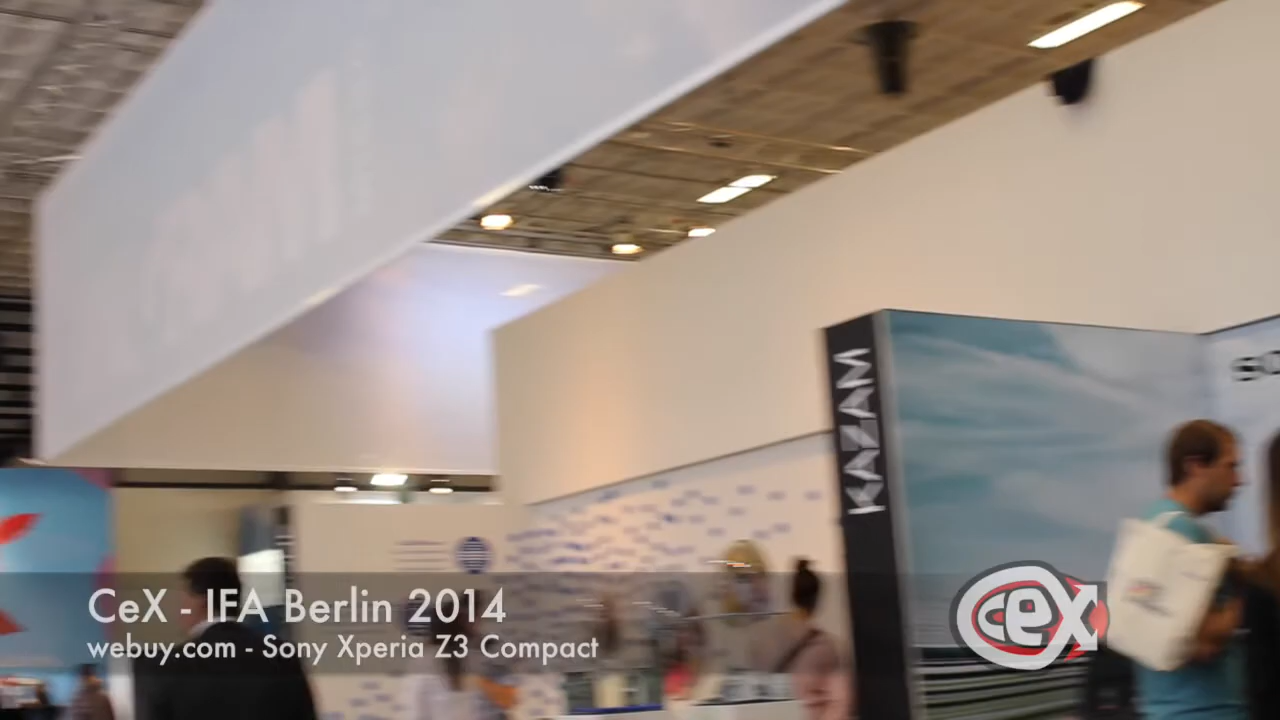 KAZAM
CeX - IFA Berlin 2014
webuy.com - Sony Xperia Z3 Compact
cex